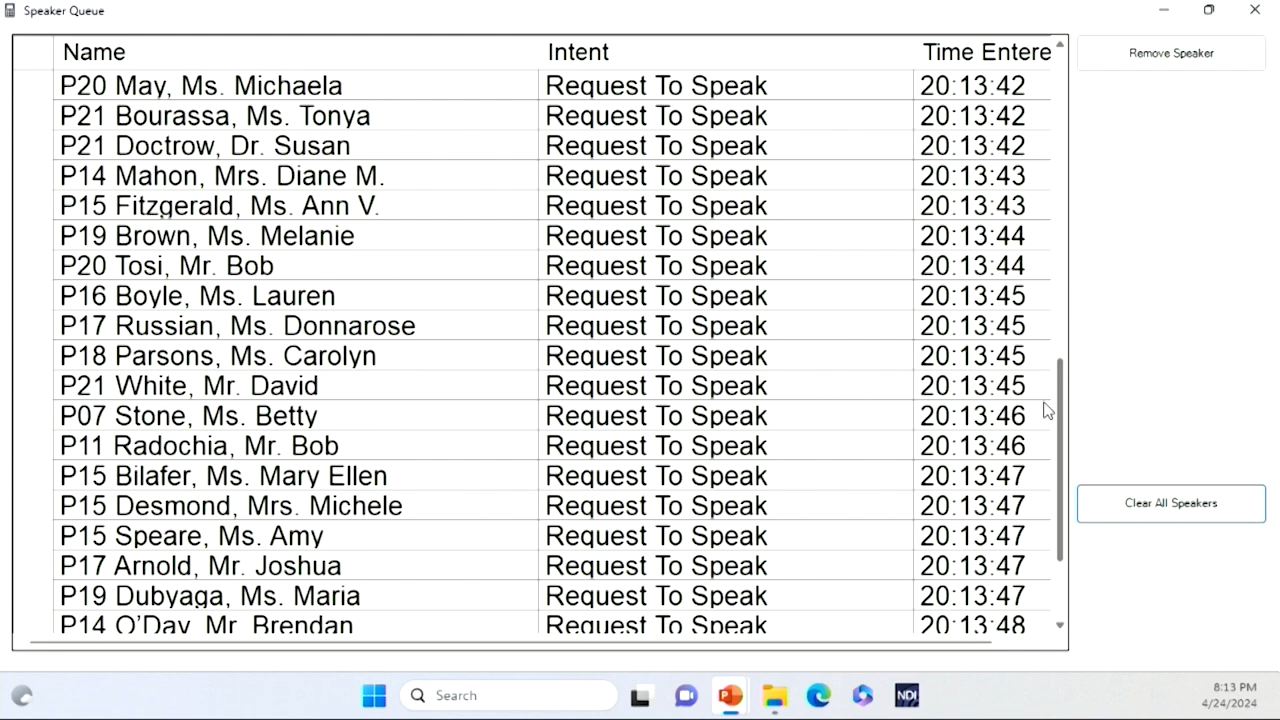 Speaker Queue
Name Intent Time Entere
Remove Speaker
P20 May, Ms. Michaela Request To Speak 20:13:42
P21 Bourassa, Ms. Tonya Request To Speak 20:13:42
P21 Doctrow, Dr. Susan Request To Speak 20:13:42
P14 Mahon, Mrs. Diane M. Request To Speak 20:13:43
P15 Fitzgerald, Ms. Ann V. Request To Speak 20:13:43
P19 Brown, Ms. Melanie Request To Speak 20:13:44
P20 Tosi, Mr. Bob Request To Speak 20:13:44
P16 Boyle, Ms. Lauren Request To Speak 20:13:45
P17 Russian, Ms. Donnarose Request To Speak 20:13:45
P18 Parsons, Ms. Carolyn Request To Speak 20:13:45
P21 White, Mr. David Request To Speak 20:13:45
P07 Stone, Ms. Betty Request To Speak 20:13:46
P11 Radochia, Mr. Bob Request To Speak 20:13:46
P15 Bilafer, Ms. Mary Ellen Request To Speak 20:13:47
P15 Desmond, Mrs. Michele Request To Speak 20:13:47
Clear All Speakers
P15 Speare, Ms. Amy Request To Speak 20:13:47
P17 Arnold, Mr. Joshua Request To Speak 20:13:47
P19 Dubyaga, Ms. Maria Request To Speak 20:13:47
P14 O'Day, Mr. Brendan Request To Speak 20:13:48
Search
NDI
8:13 PM
4/24/2024